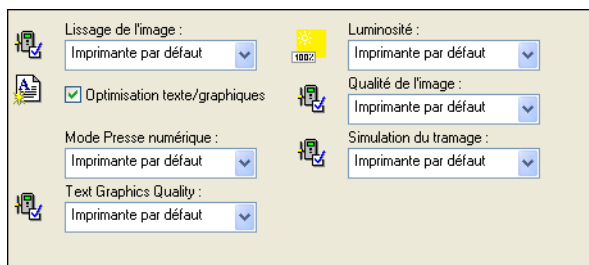 Lissage de l'image :
Imprimante par défaut
Optimisation texte/graphiques
Mode Presse numérique :
Imprimante par défaut
Text Graphics Quality :
Imprimante par défaut
Luminosité :
100%
Imprimante par défaut
Qualité de l'image :
Imprimante par défaut
Simulation du tramage :
Imprimante par défaut